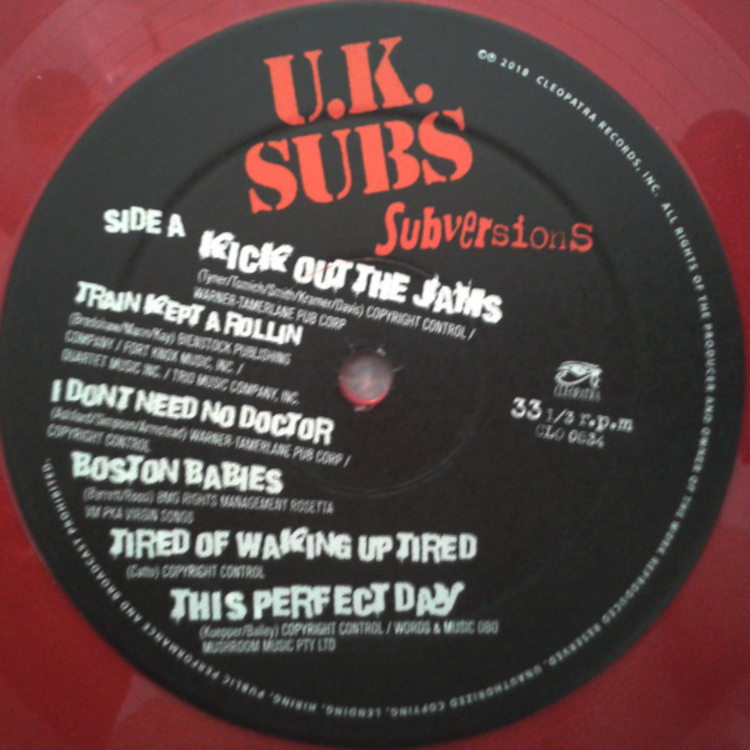 U.K.
SUBS
SubverSionS
©℗ 2018 CLEOPATRA RECORDS, INC. ALL RIGHTS OF THE PRODUCER AND OWNER OF THE WORK REPRODUCED RESERVED. UNAUTHORIZED COPYING, LENDING, HIRING, PUBLIC PERFORMANCE AND BROADCAST PROHIBITED.
SIDE A
KICK OUT THE JAMS
(Tyner/Tomich/Smith/Kramer/Davis) COPYRIGHT CONTROL /
WARNER-TAMERLANE PUB CORP
TRAIN KEPT A ROLLIN
(Bradshaw/Mann/Kay) BIENSTOCK PUBLISHING
COMPANY / FORT KNOX MUSIC, INC. /
QUARTET MUSIC INC. / TRIO MUSIC COMPANY, INC.
I DONT NEED NO DOCTOR
(Ashford/Simpson/Armstead) WARNER-TAMERLANE PUB CORP /
COPYRIGHT CONTROL
BOSTON BABIES
(Barrett/Rossi) BMG RIGHTS MANAGEMENT ROSETTA
VM PKA VIRGIN SONGS
TIRED OF WAKING UP TIRED
(Catto) COPYRIGHT CONTROL
THIS PERFECT DAY
(Kuepper/Bailey) COPYRIGHT CONTROL / WORDS & MUSIC OBO
MUSHROOM MUSIC PTY LTD
CLEOPATRA
33 1/3 r.p.m
CLO 0834